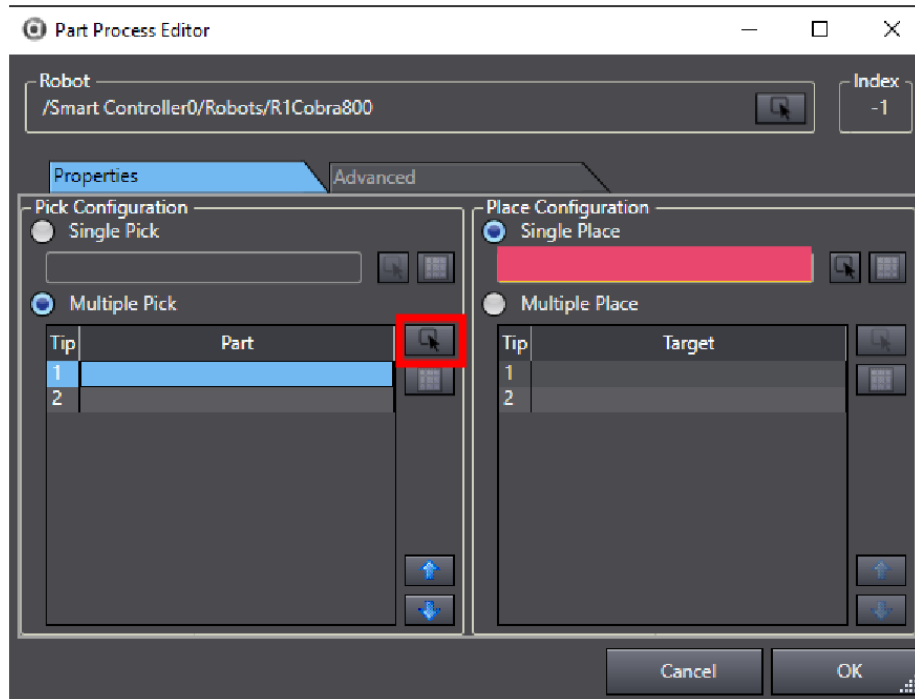 Part Process Editor
Robot
/Smart Controller0/Robots/R1Cobra800
Index
-1
Properties
Advanced
Pick Configuration
Single Pick
Multiple Pick
Tip Part
1
2
Place Configuration
Single Place
Multiple Place
Tip Target
1
2
Cancel
OK